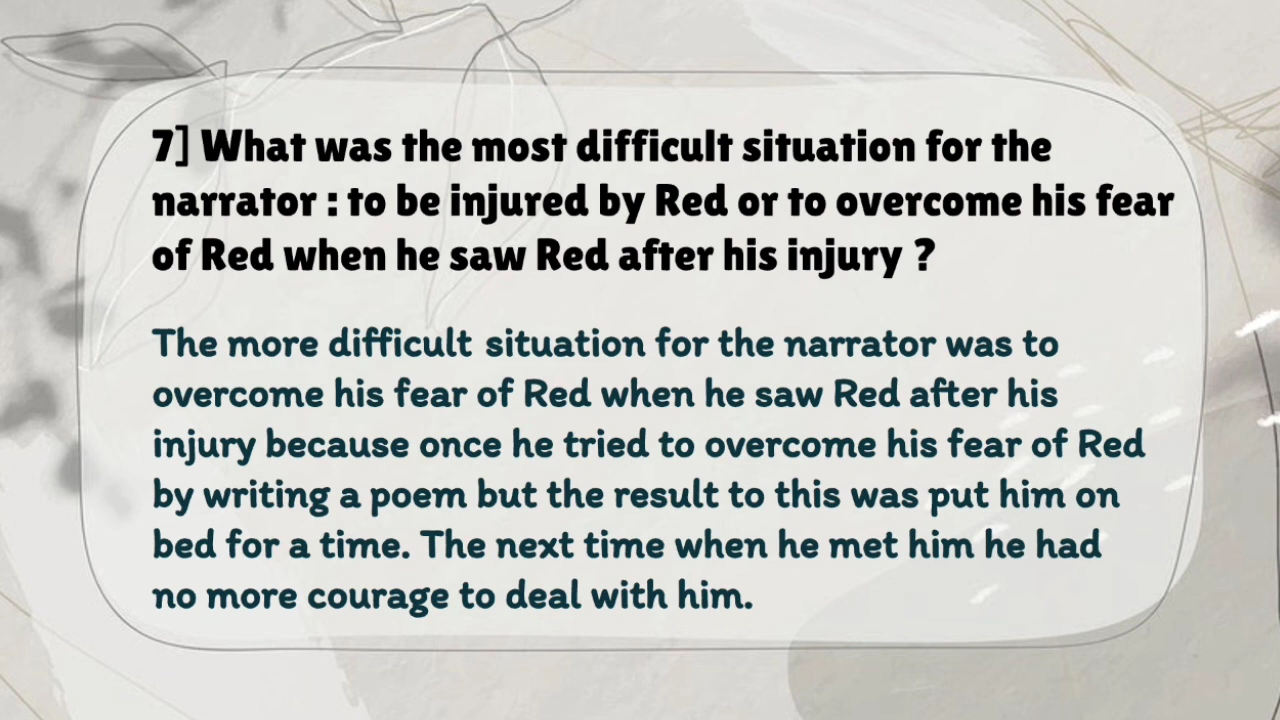 7] What was the most difficult situation for the
narrator : to be injured by Red or to overcome his fear
of Red when he saw Red after his injury ?
The more difficult situation for the narrator was to
overcome his fear of Red when he saw Red after his
injury because once he tried to overcome his fear of Red
by writing a poem but the result to this was put him on
bed for a time. The next time when he met him he had
no more courage to deal with him.